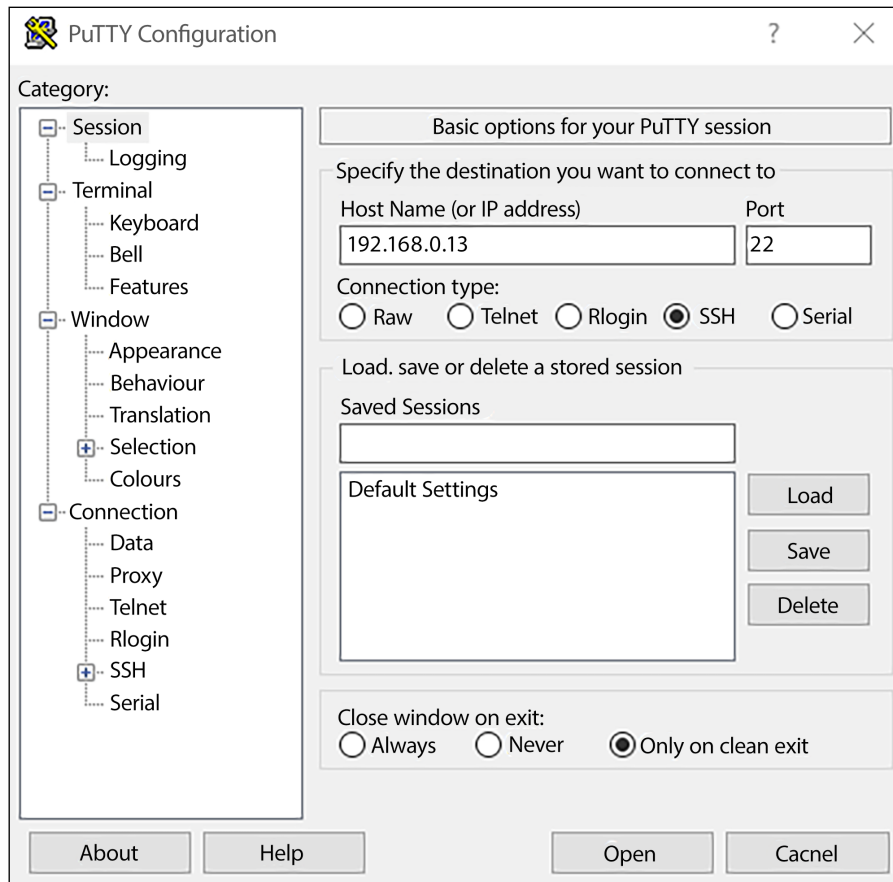 PuTTY Configuration
?
Category:
Session
Logging
Terminal
Keyboard
Bell
Features
Window
Appearance
Behaviour
Translation
Selection
Colours
Connection
Data
Proxy
Telnet
Rlogin
SSH
Serial
Basic options for your PuTTY session
Specify the destination you want to connect to
Host Name (or IP address) Port
192.168.0.13 22
Connection type:
Raw Telnet Rlogin SSH Serial
Load. save or delete a stored session
Saved Sessions
Default Settings
Load
Save
Delete
Close window on exit:
Always Never Only on clean exit
About Help Open Cacnel